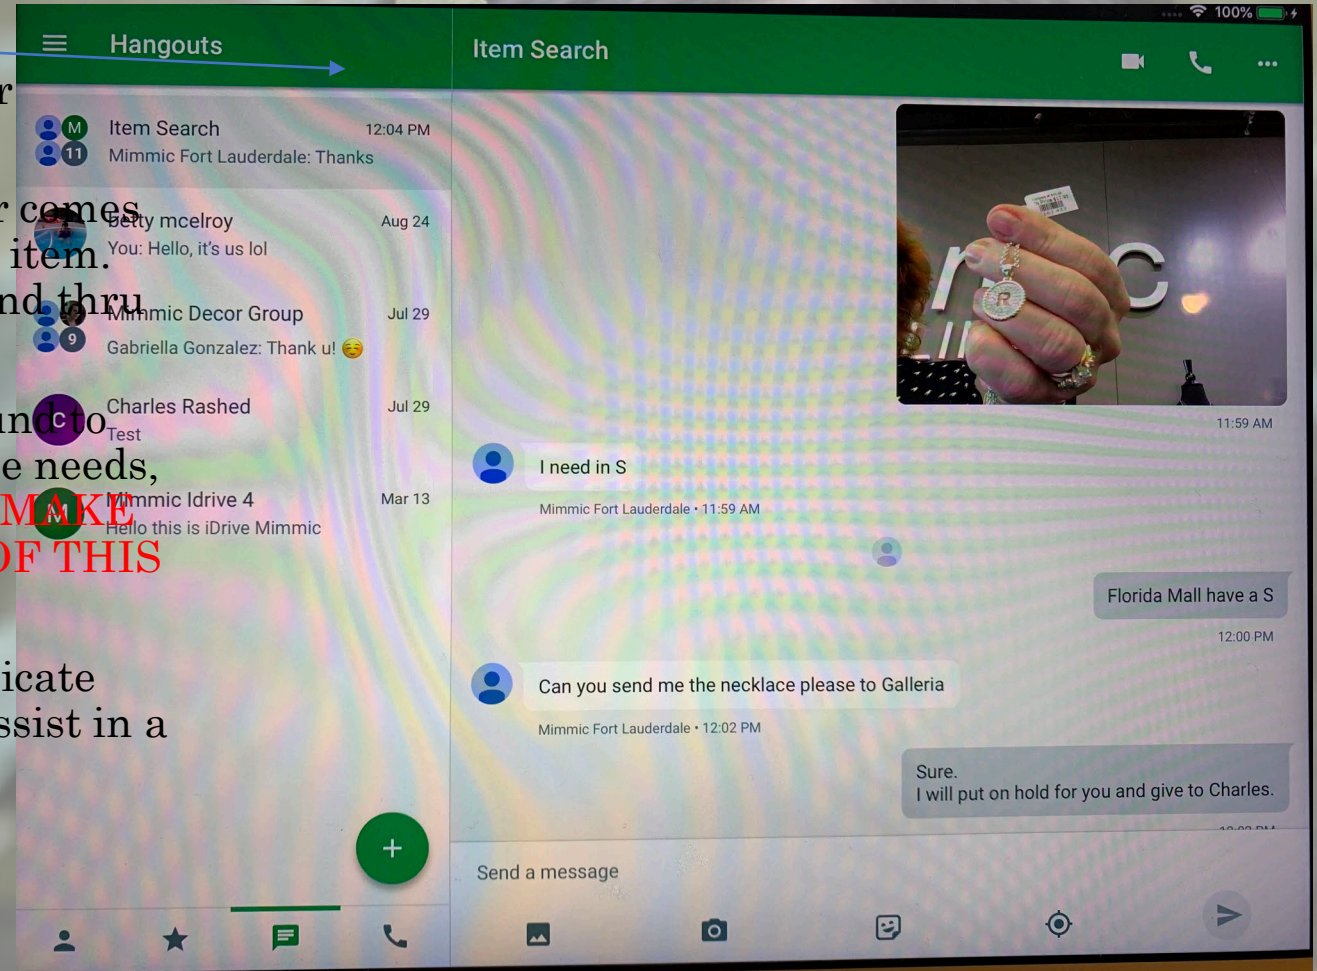 100%
Hangouts
Item Search
r
Item Search 12:04 PM
Mimmic Fort Lauderdale: Thanks
M
11
r comes
item.
nd thru
betty mcelroy Aug 24
You: Hello, it's us lol
Mimmic Decor Group Jul 29
Gabriella Gonzalez: Thank u! ☺️
9
und to
e needs,
MAKE
OF THIS
C
Charles Rashed Jul 29
Test
M
Mimmic Idrive 4 Mar 13
Hello this is iDrive Mimmic
icate
ssist in a
R
11:59 AM
I need in S
Mimmic Fort Lauderdale • 11:59 AM
Florida Mall have a S
12:00 PM
Can you send me the necklace please to Galleria
Mimmic Fort Lauderdale • 12:02 PM
Sure.
I will put on hold for you and give to Charles.
Send a message